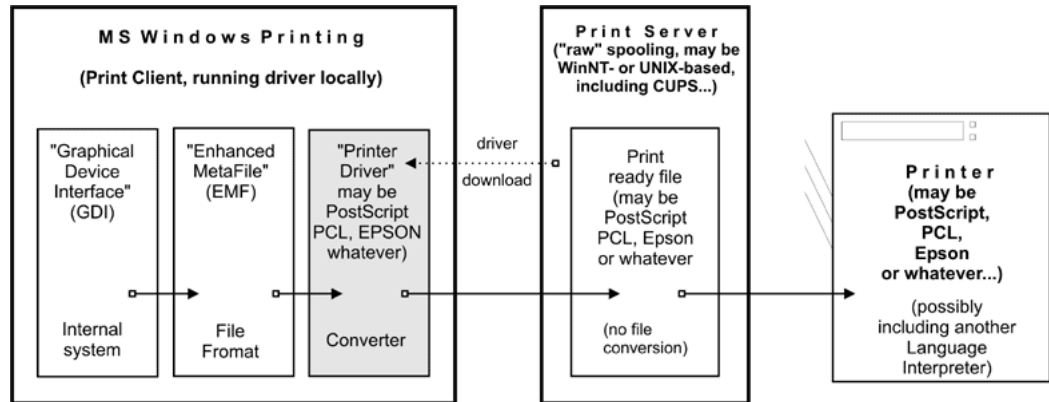 MS Windows Printing
(Print Client, running driver locally)
"Graphical
Device
Interface"
(GDI)
Internal
system
"Enhanced
MetaFile"
(EMF)
File
Fromat
"Printer
Driver"
may be
PostScript
PCL, EPSON
whatever)
Converter
driver
download
Print Server
("raw" spooling, may be
WinNT- or UNIX-based,
including CUPS...)
Print
ready file
(may be
PostScript
PCL, Epson
or whatever
(no file
conversion)
Printer
(may be
PostScript,
PCL,
Epson
or whatever...)
(possibly
including another
Language
Interpreter)